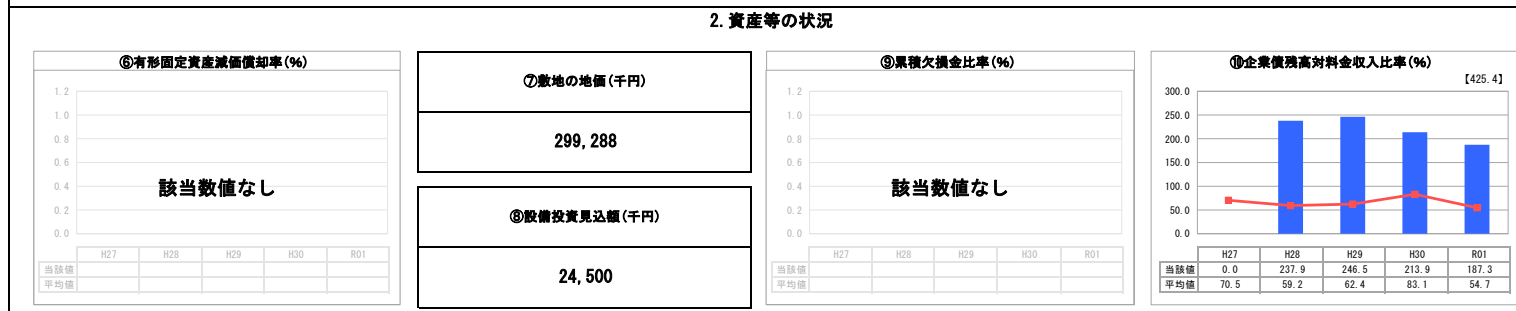 2. 資産等の状況
⑥有形固定資産減価償却率(%)
1.2
1.0
0.8
0.6
0.4
0.2
0.0
該当数値なし
H27 H28 H29 H30 R01
当該値
平均値
⑦敷地の地価(千円)
299,288
⑧設備投資見込額(千円)
24,500
⑨累積欠損金比率(%)
1.2
1.0
0.8
0.6
0.4
0.2
0.0
該当数値なし
H27 H28 H29 H30 R01
当該値
平均値
⑩企業債残高対料金収入比率(%)
【425.4】
300.0
250.0
200.0
150.0
100.0
50.0
0.0
H27 H28 H29 H30 R01
当該値 0.0 237.9 246.5 213.9 187.3
平均値 70.5 59.2 62.4 83.1 54.7